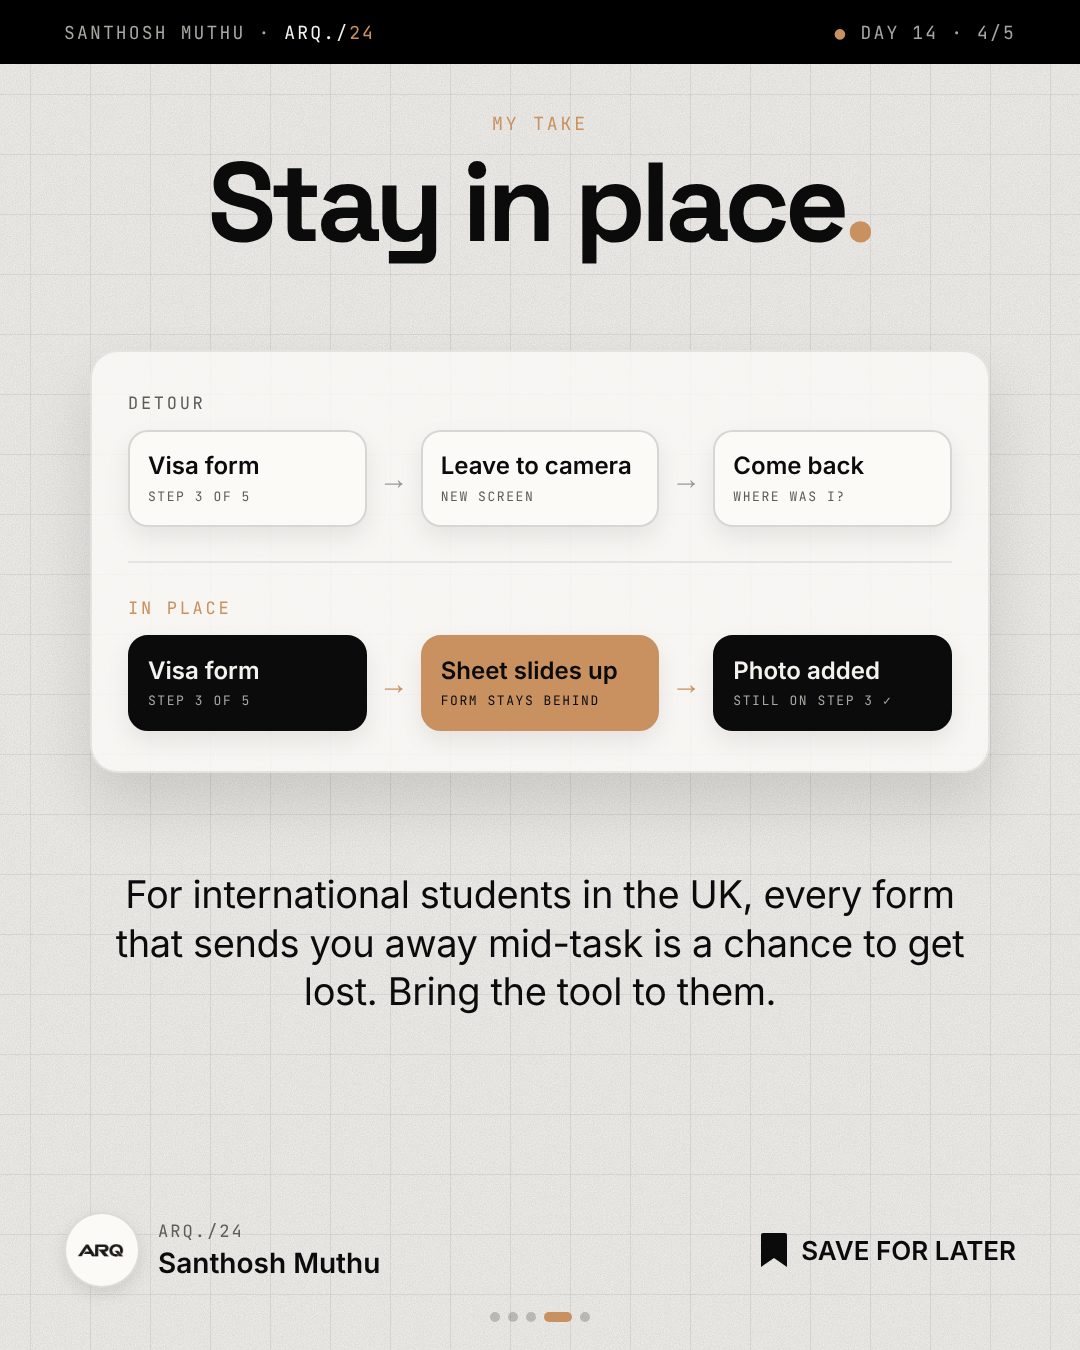 SANTHOSH MUTHU · ARQ./24
● DAY 14 · 4/5
MY TAKE
Stay in place.
DETOUR
Visa form
STEP 3 OF 5
→
Leave to camera
NEW SCREEN
→
Come back
WHERE WAS I?
IN PLACE
Visa form
STEP 3 OF 5
→
Sheet slides up
FORM STAYS BEHIND
→
Photo added
STILL ON STEP 3 ✓
For international students in the UK, every form
that sends you away mid-task is a chance to get
lost. Bring the tool to them.
ARQ
ARQ./24
Santhosh Muthu
SAVE FOR LATER